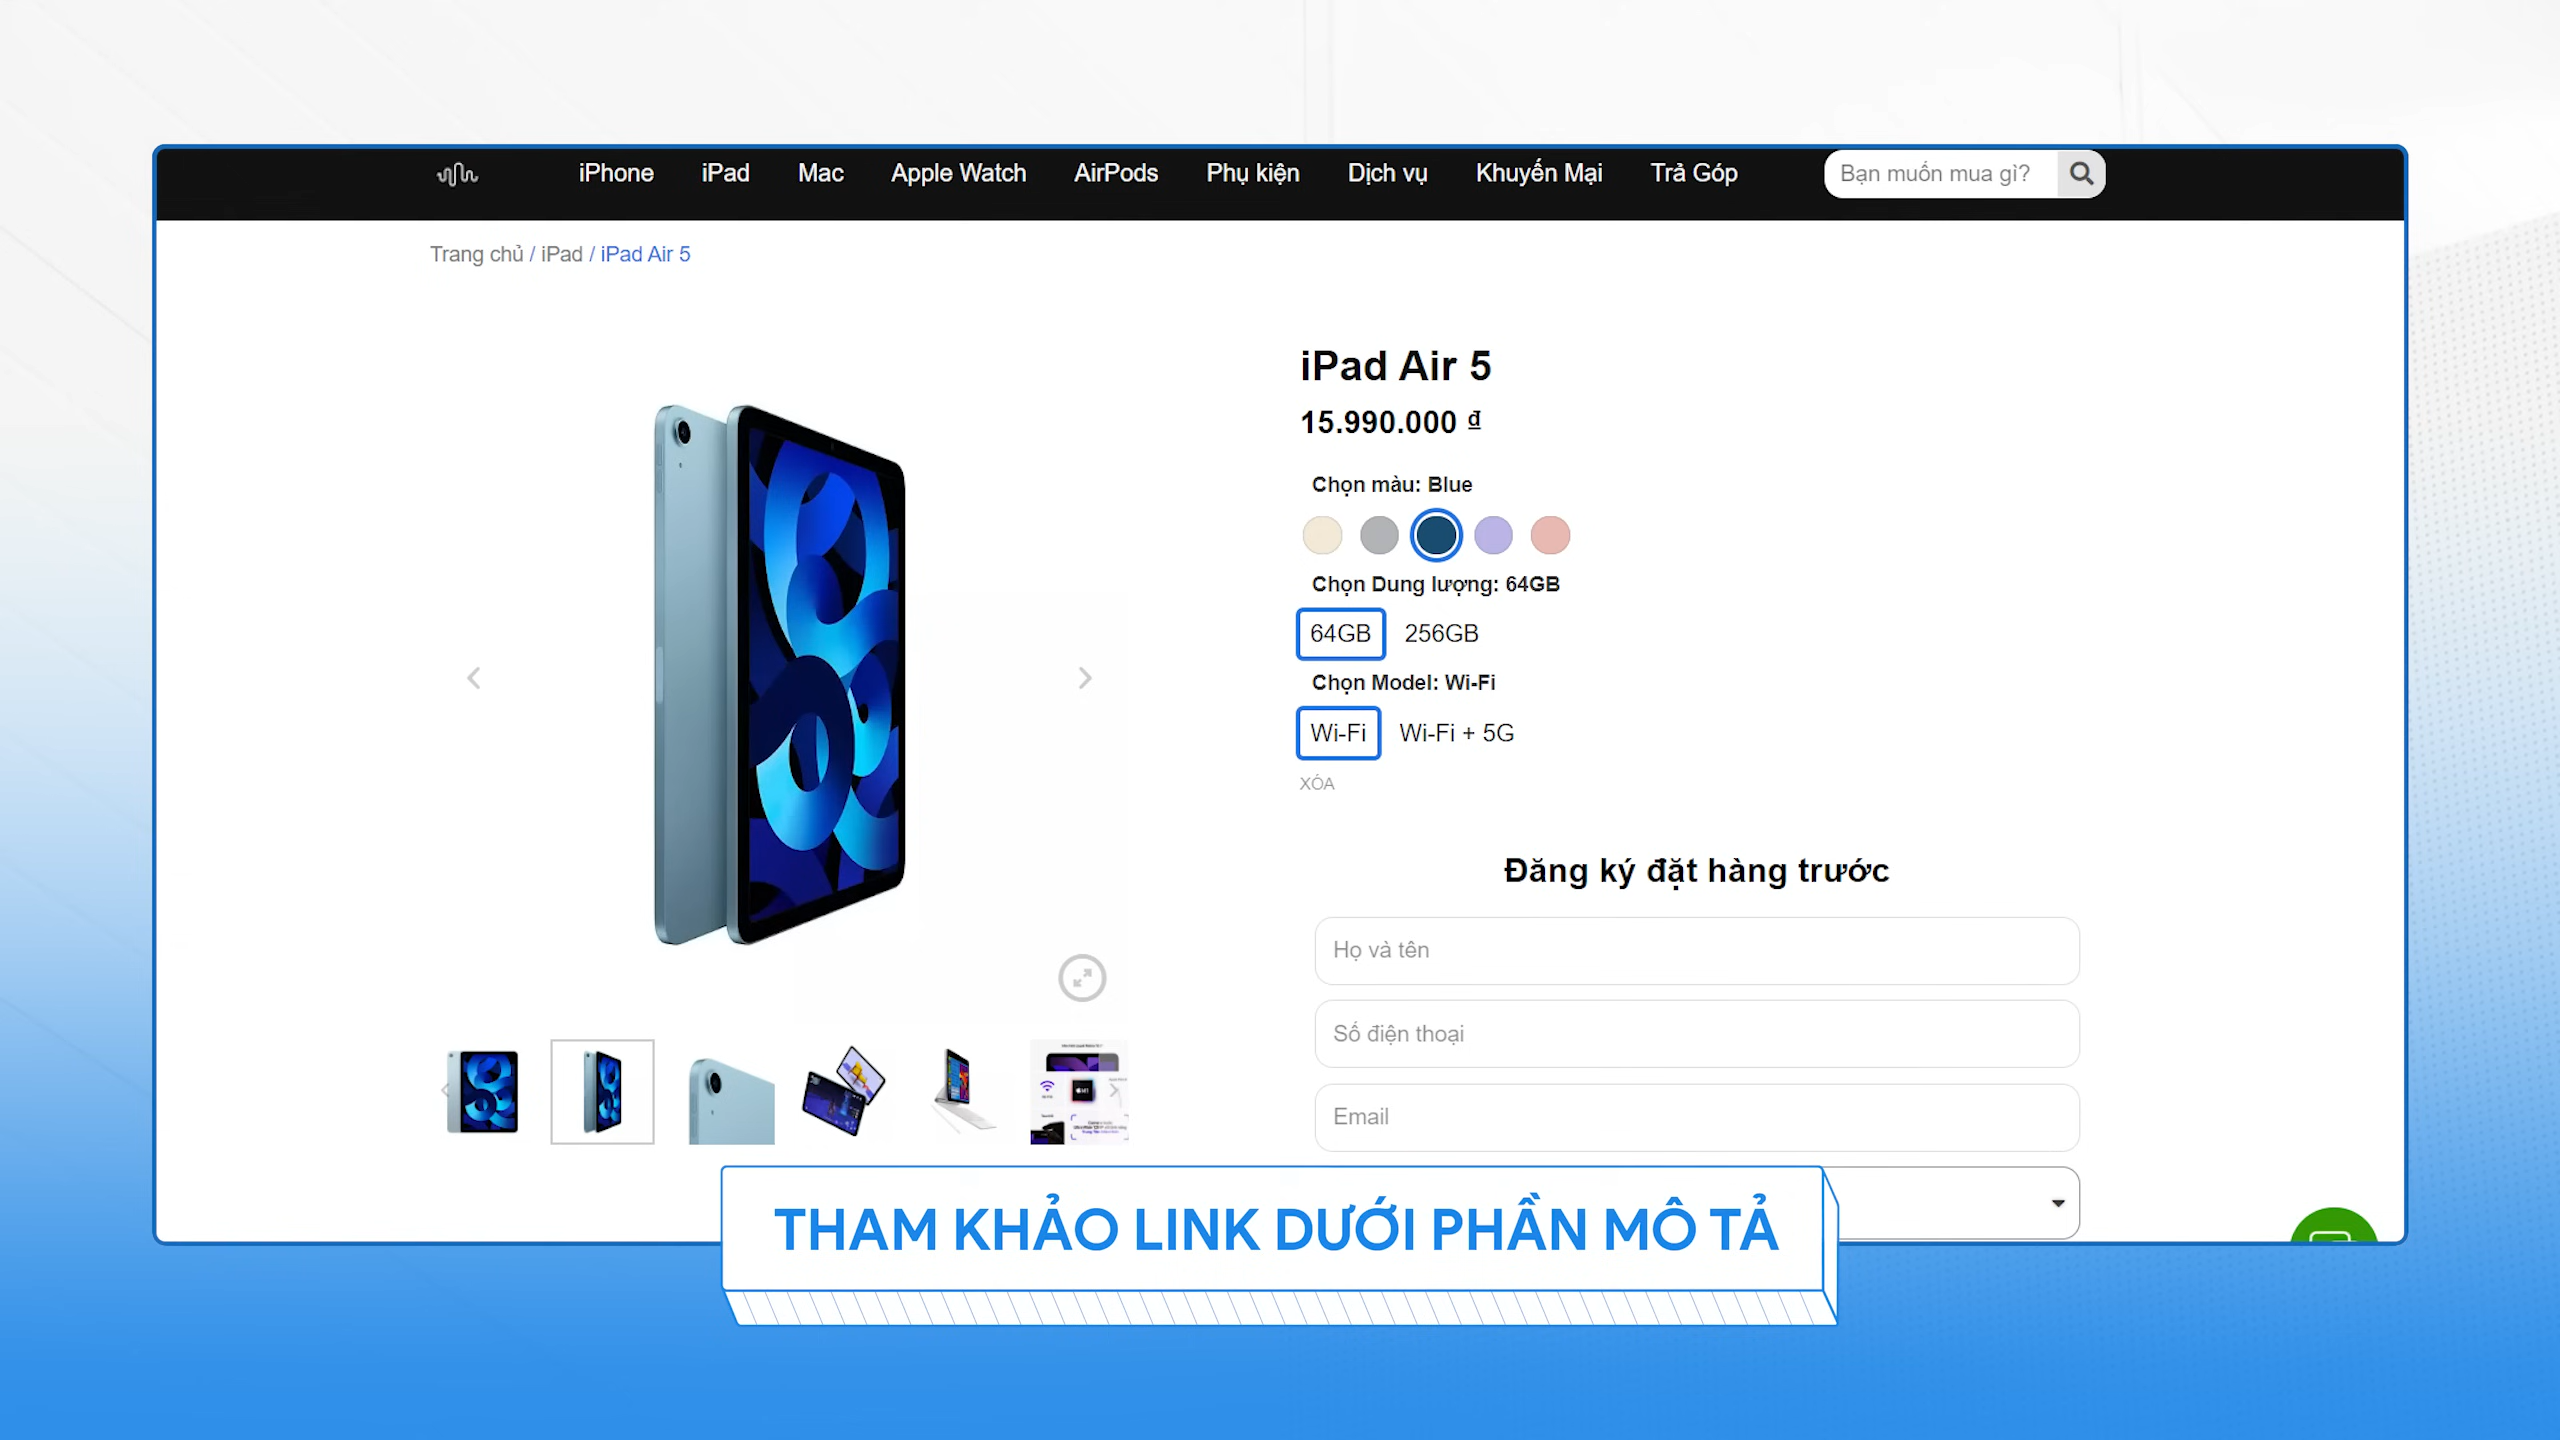 iPhone iPad Mac Apple Watch AirPods Phụ kiện Dịch vụ Khuyến Mại Trả Góp Bạn muốn mua gì?
Trang chủ / iPad / iPad Air 5
iPad Air 5
15.990.000 ₫
Chọn màu: Blue
Chọn Dung lượng: 64GB
64GB 256GB
Chọn Model: Wi-Fi
Wi-Fi Wi-Fi + 5G
XÓA
Đăng ký đặt hàng trước
Họ và tên
Số điện thoại
Email
THAM KHẢO LINK DƯỚI PHẦN MÔ TẢ